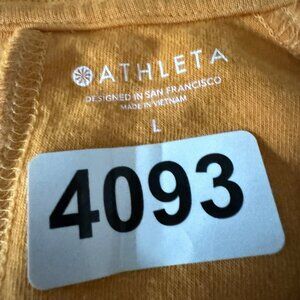 ATHLETA
DESIGNED IN SAN FRANCISCO
MADE IN VIETNAM
L
4093